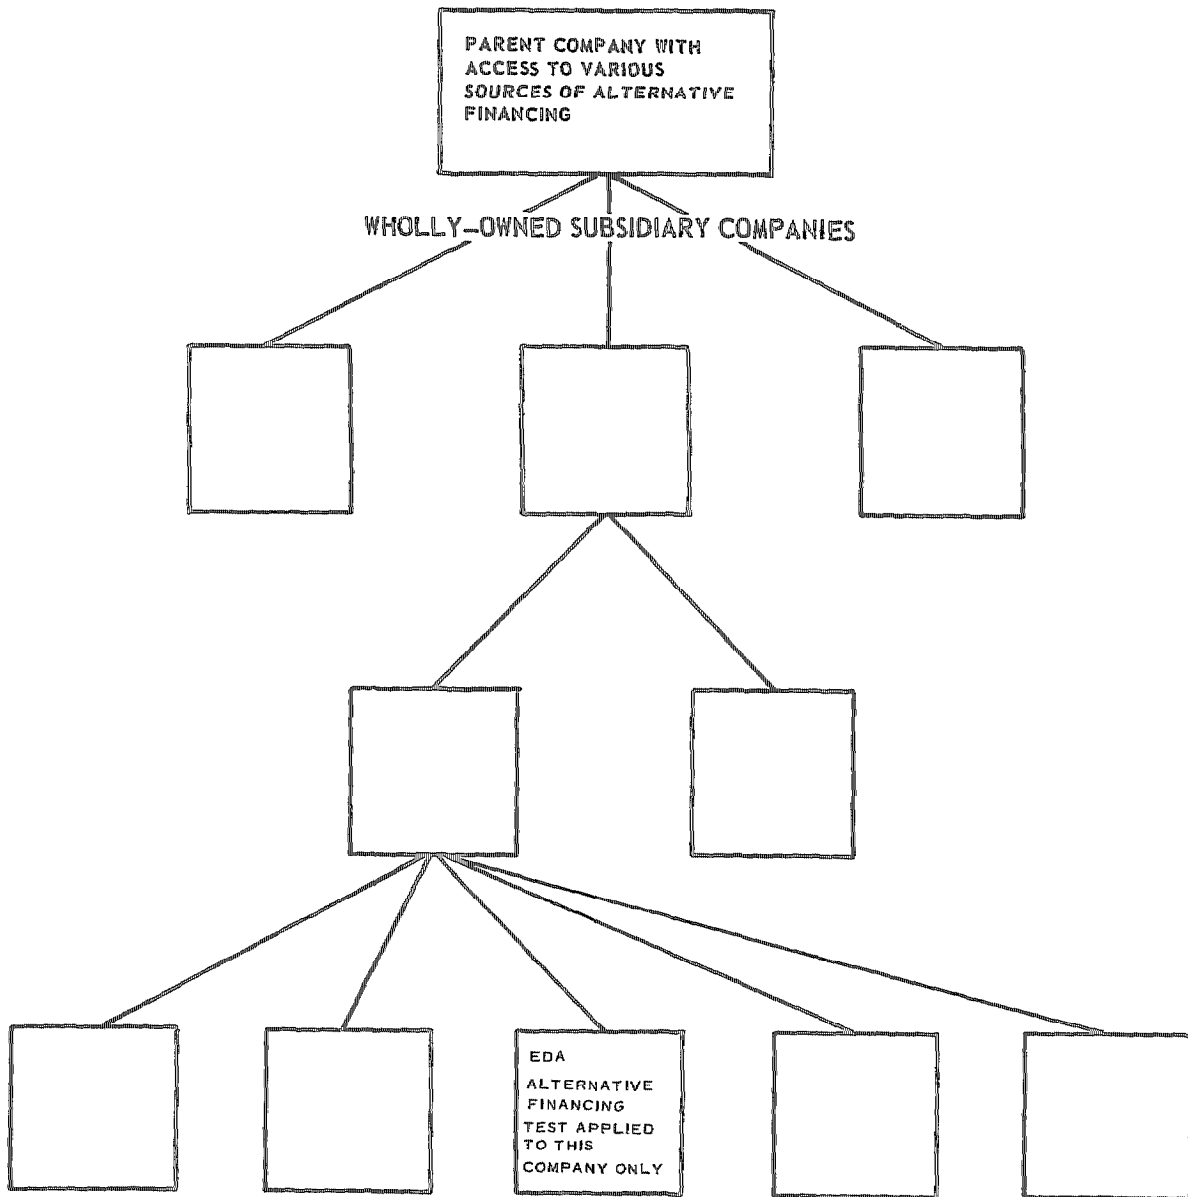 PARENT COMPANY WITH
ACCESS TO VARIOUS
SOURCES OF ALTERNATIVE
FINANCING
WHOLLY-OWNED SUBSIDIARY COMPANIES
EDA
ALTERNATIVE
FINANCING
TEST APPLIED
TO THIS
COMPANY ONLY